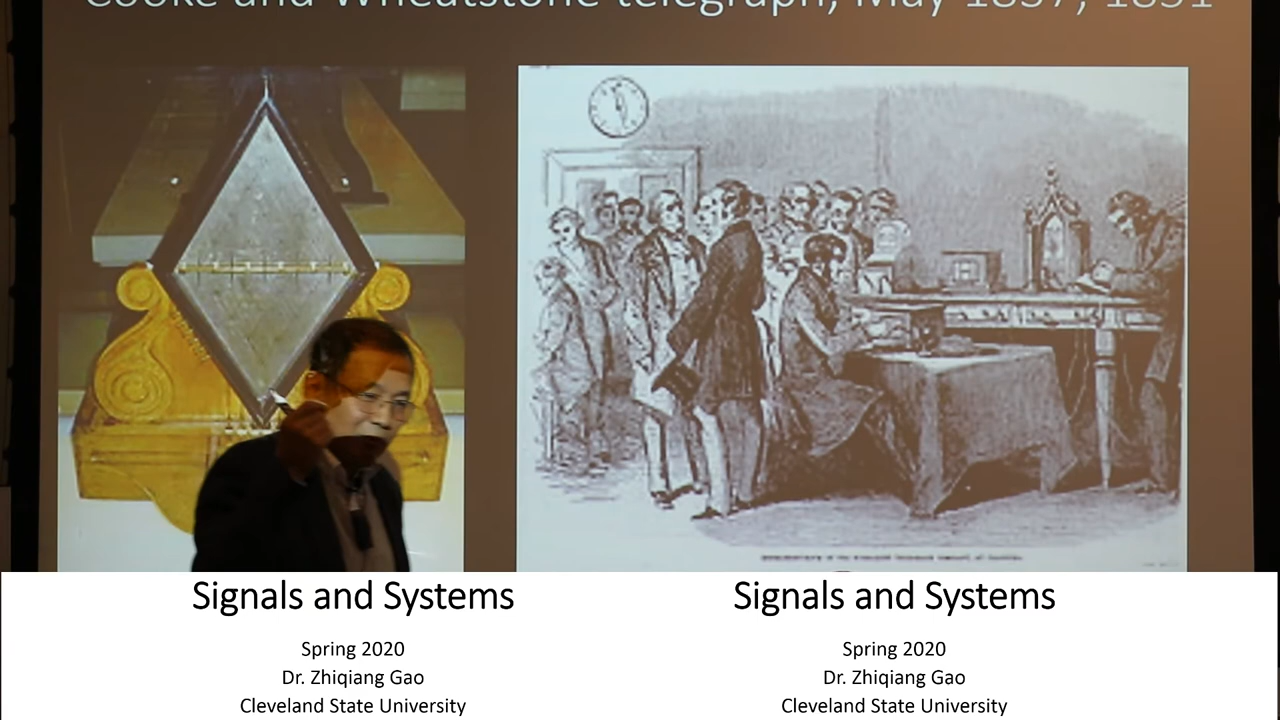 Cooke and Wheatstone telegraph, May 1837, 1851
Signals and Systems
Spring 2020
Dr. Zhiqiang Gao
Cleveland State University
Signals and Systems
Spring 2020
Dr. Zhiqiang Gao
Cleveland State University